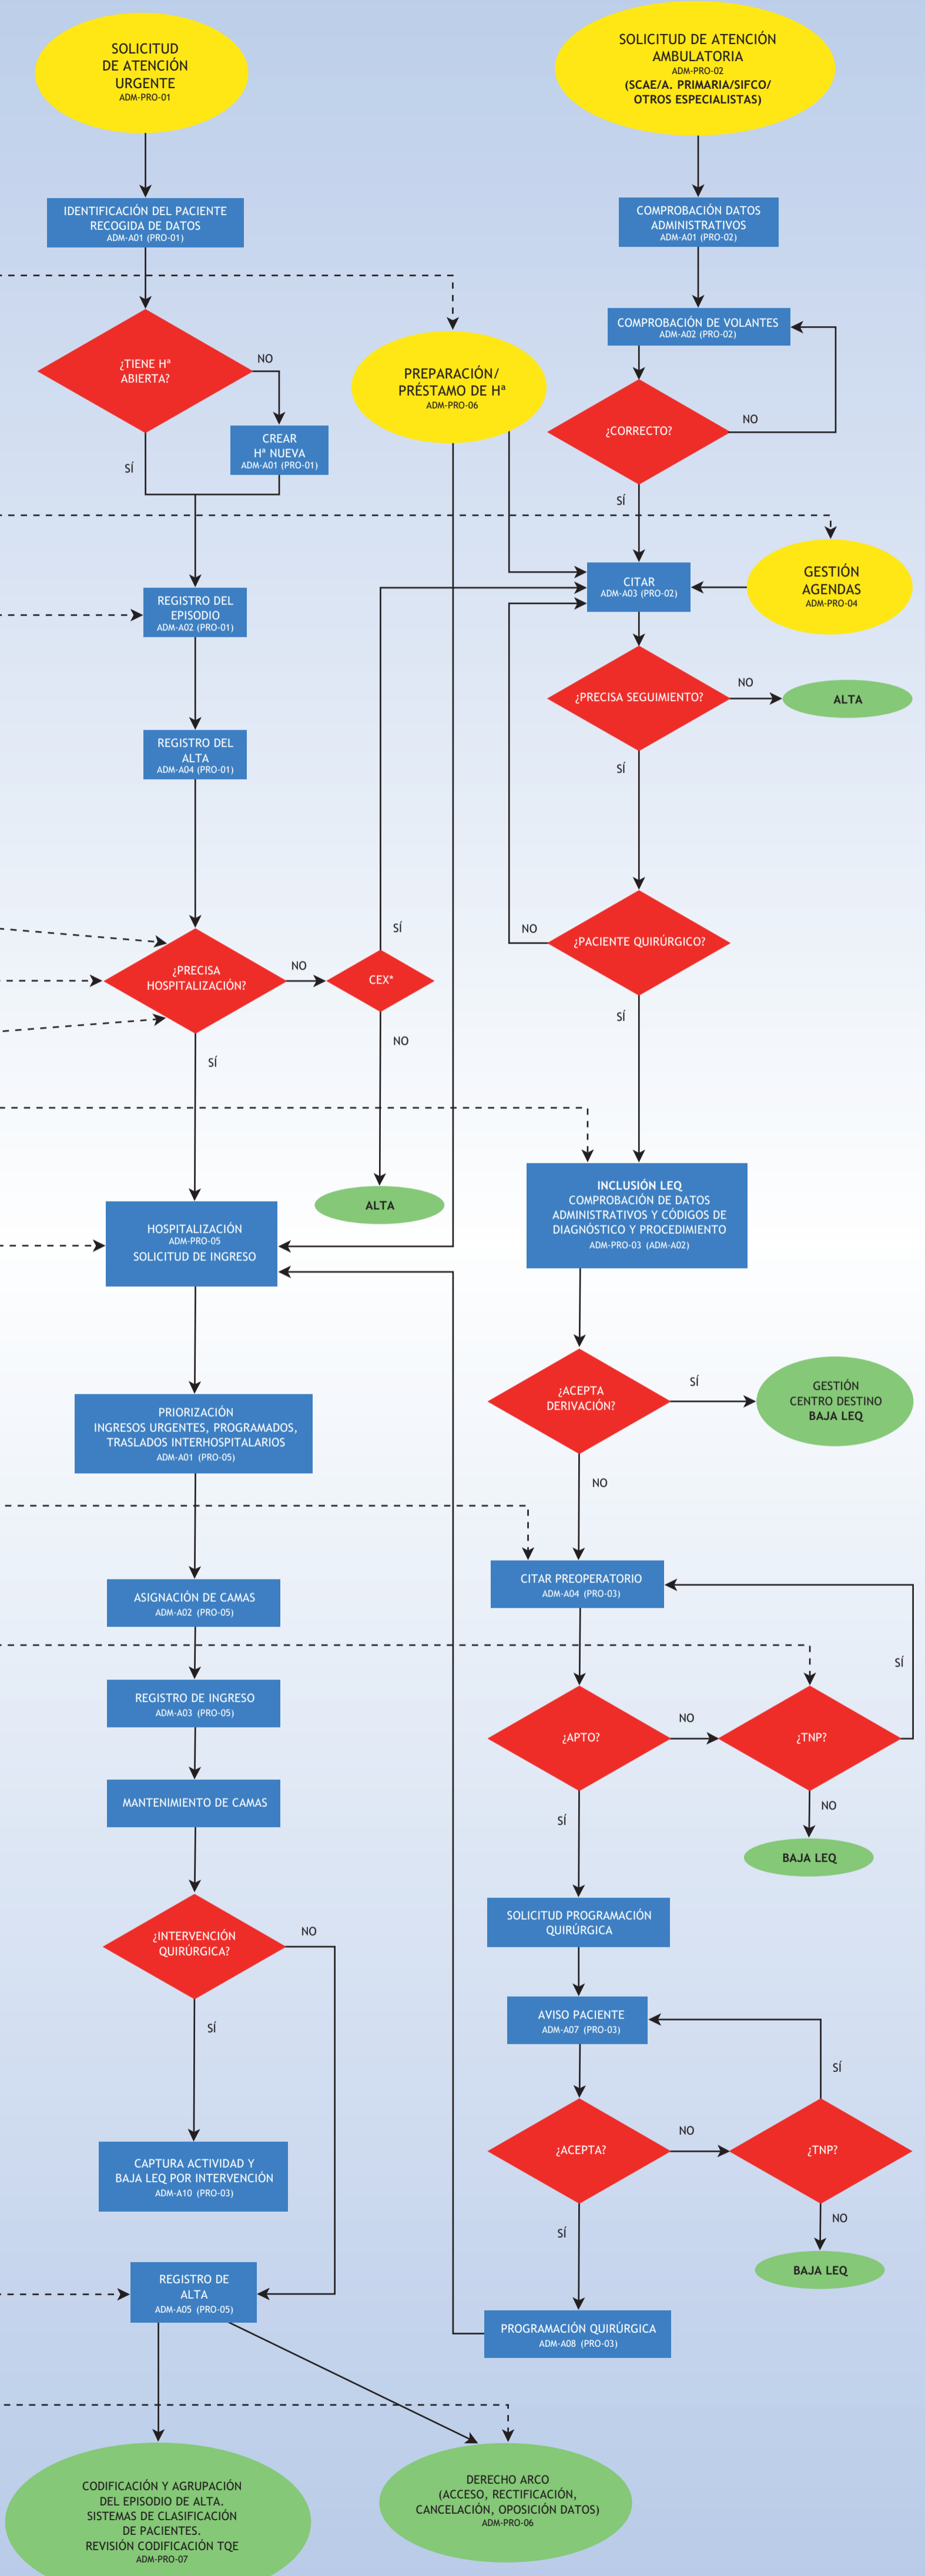 SOLICITUD
DE ATENCIÓN
URGENTE
ADM-PRO-01
SOLICITUD DE ATENCIÓN
AMBULATORIA
ADM-PRO-02
(SCAE/A. PRIMARIA/SIFCO/
OTROS ESPECIALISTAS)
IDENTIFICACIÓN DEL PACIENTE
RECOGIDA DE DATOS
ADM-A01 (PRO-01)
COMPROBACIÓN DATOS
ADMINISTRATIVOS
ADM-A01 (PRO-02)
¿TIENE Hª
ABIERTA?
NO
SÍ
CREAR
Hª NUEVA
ADM-A01 (PRO-01)
PREPARACIÓN/
PRÉSTAMO DE Hª
ADM-PRO-06
COMPROBACIÓN DE VOLANTES
ADM-A02 (PRO-02)
¿CORRECTO?
NO
SÍ
REGISTRO DEL
EPISODIO
ADM-A02 (PRO-01)
CITAR
ADM-A03 (PRO-02)
GESTIÓN
AGENDAS
ADM-PRO-04
¿PRECISA SEGUIMIENTO?
NO
ALTA
SÍ
REGISTRO DEL
ALTA
ADM-A04 (PRO-01)
¿PRECISA
HOSPITALIZACIÓN?
NO
SÍ
CEX*
SÍ
NO
ALTA
NO
¿PACIENTE QUIRÚRGICO?
SÍ
HOSPITALIZACIÓN
ADM-PRO-05
SOLICITUD DE INGRESO
INCLUSIÓN LEQ
COMPROBACIÓN DE DATOS
ADMINISTRATIVOS Y CÓDIGOS DE
DIAGNÓSTICO Y PROCEDIMIENTO
ADM-PRO-03 (ADM-A02)
¿ACEPTA
DERIVACIÓN?
SÍ
NO
GESTIÓN
CENTRO DESTINO
BAJA LEQ
PRIORIZACIÓN
INGRESOS URGENTES, PROGRAMADOS,
TRASLADOS INTERHOSPITALARIOS
ADM-A01 (PRO-05)
ASIGNACIÓN DE CAMAS
ADM-A02 (PRO-05)
CITAR PREOPERATORIO
ADM-A04 (PRO-03)
REGISTRO DE INGRESO
ADM-A03 (PRO-05)
¿APTO?
NO
SÍ
¿TNP?
SÍ
NO
BAJA LEQ
MANTENIMIENTO DE CAMAS
¿INTERVENCIÓN
QUIRÚRGICA?
NO
SÍ
SOLICITUD PROGRAMACIÓN
QUIRÚRGICA
AVISO PACIENTE
ADM-A07 (PRO-03)
¿ACEPTA?
NO
SÍ
¿TNP?
SÍ
NO
BAJA LEQ
CAPTURA ACTIVIDAD Y
BAJA LEQ POR INTERVENCIÓN
ADM-A10 (PRO-03)
REGISTRO DE
ALTA
ADM-A05 (PRO-05)
PROGRAMACIÓN QUIRÚRGICA
ADM-A08 (PRO-03)
CODIFICACIÓN Y AGRUPACIÓN
DEL EPISODIO DE ALTA.
SISTEMAS DE CLASIFICACIÓN
DE PACIENTES.
REVISIÓN CODIFICACIÓN TQE
ADM-PRO-07
DERECHO ARCO
(ACCESO, RECTIFICACIÓN,
CANCELACIÓN, OPOSICIÓN DATOS)
ADM-PRO-06